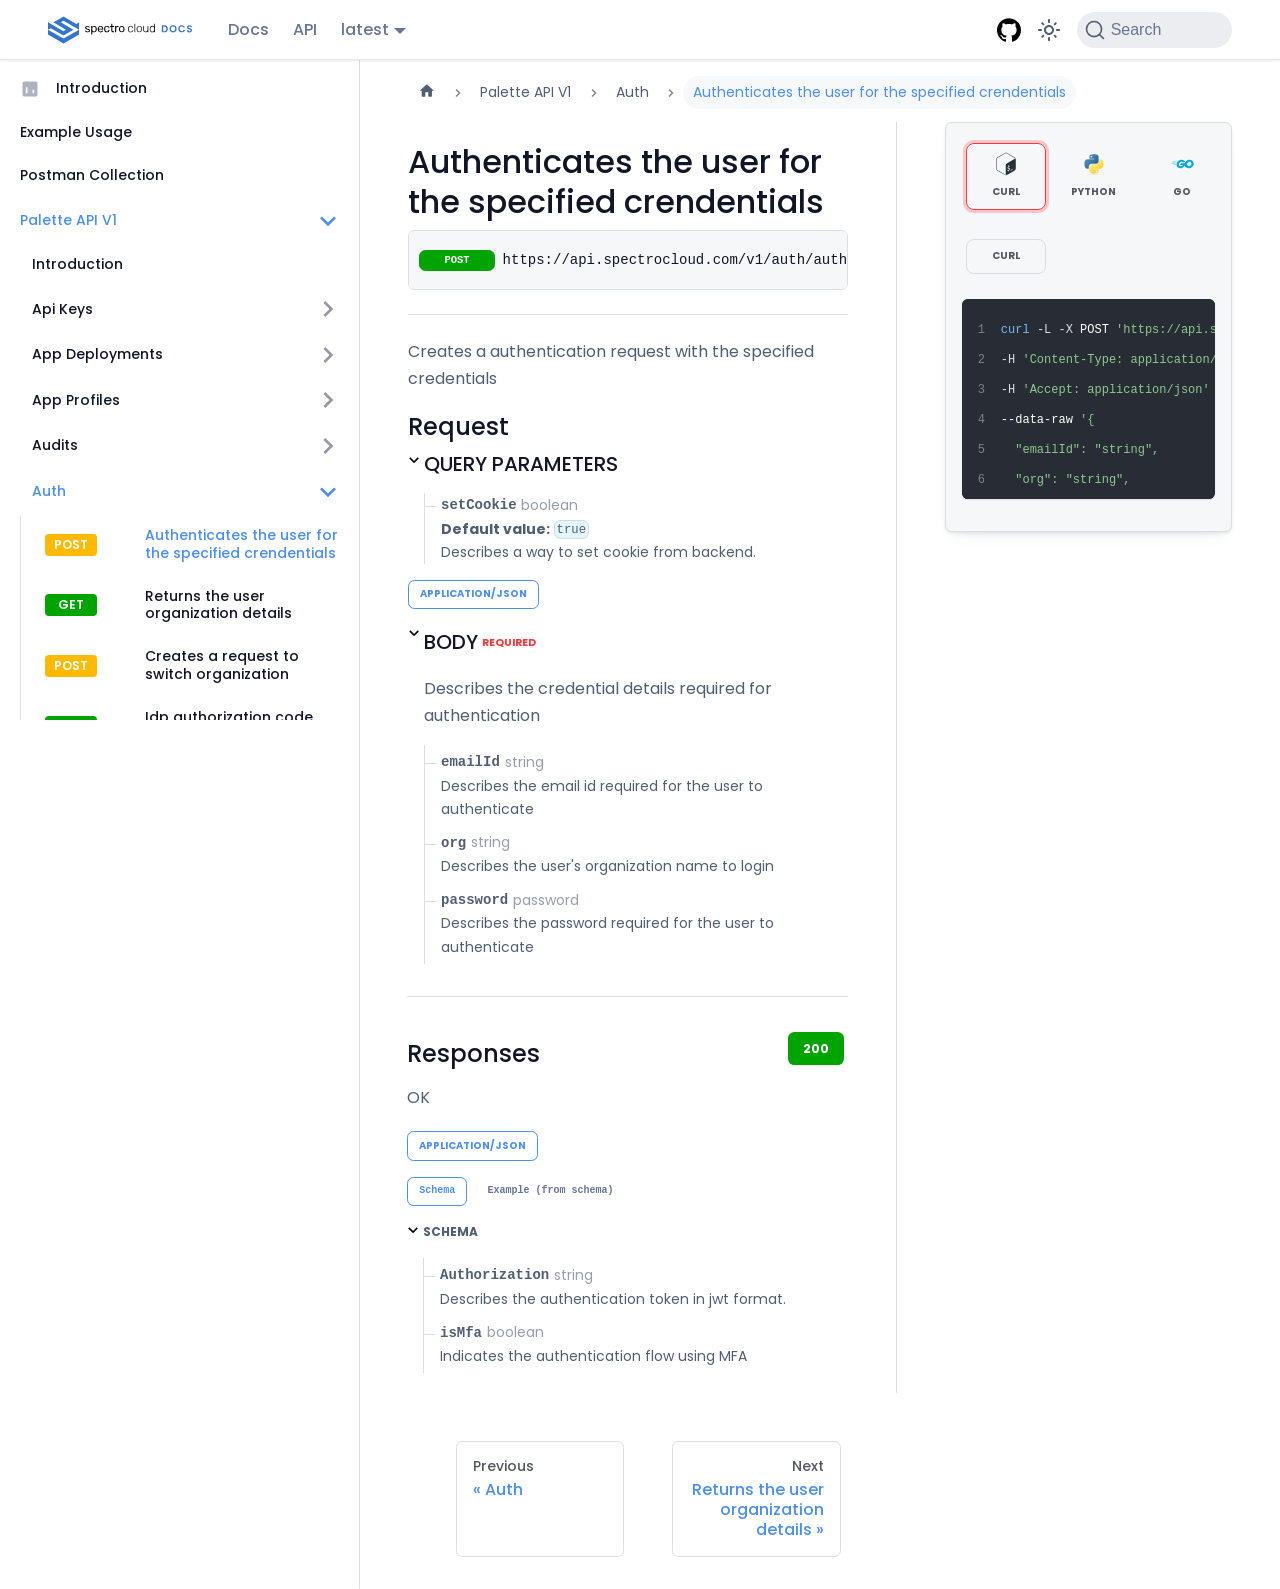 spectro cloud DOCS
Docs
API
latest
Search
Introduction
Example Usage
Postman Collection
Palette API V1
Introduction
Api Keys
App Deployments
App Profiles
Audits
Auth
POST
Authenticates the user for
the specified crendentials
GET
Returns the user
organization details
POST
Creates a request to
switch organization
Idp authorization code
Palette API V1
Auth
Authenticates the user for the specified crendentials
Authenticates the user for
the specified crendentials
POST https://api.spectrocloud.com/v1/auth/auth
Creates a authentication request with the specified
credentials
Request
QUERY PARAMETERS
setCookie boolean
Default value: true
Describes a way to set cookie from backend.
APPLICATION/JSON
BODY REQUIRED
Describes the credential details required for
authentication
emailId string
Describes the email id required for the user to
authenticate
org string
Describes the user's organization name to login
password password
Describes the password required for the user to
authenticate
Responses
200
OK
APPLICATION/JSON
Schema
Example (from schema)
SCHEMA
Authorization string
Describes the authentication token in jwt format.
isMfa boolean
Indicates the authentication flow using MFA
Previous
« Auth
Next
Returns the user
organization
details »
CURL
PYTHON
GO
GO
CURL
1 curl -L -X POST 'https://api.s
2 -H 'Content-Type: application/
3 -H 'Accept: application/json'
4 --data-raw '{
5 "emailId": "string",
6 "org": "string",